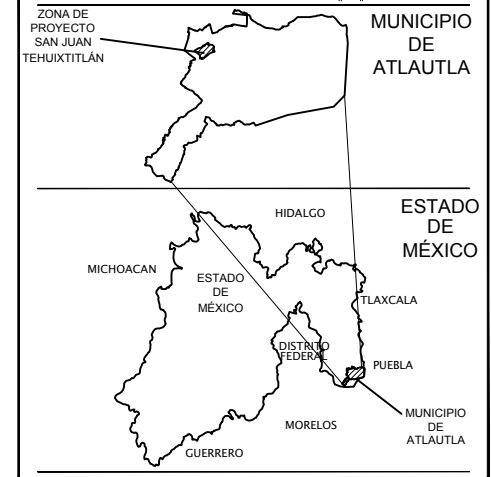 ZONA DE
PROYECTO
SAN JUAN
TEHUIXTITLÁN
MUNICIPIO
DE
ATLAUTLA
ESTADO
DE
MÉXICO
HIDALGO
MICHOACAN
ESTADO
DE
MÉXICO
TLAXCALA
DISTRITO
FEDERAL
PUEBLA
MUNICIPIO
DE
ATLAUTLA
MORELOS
GUERRERO